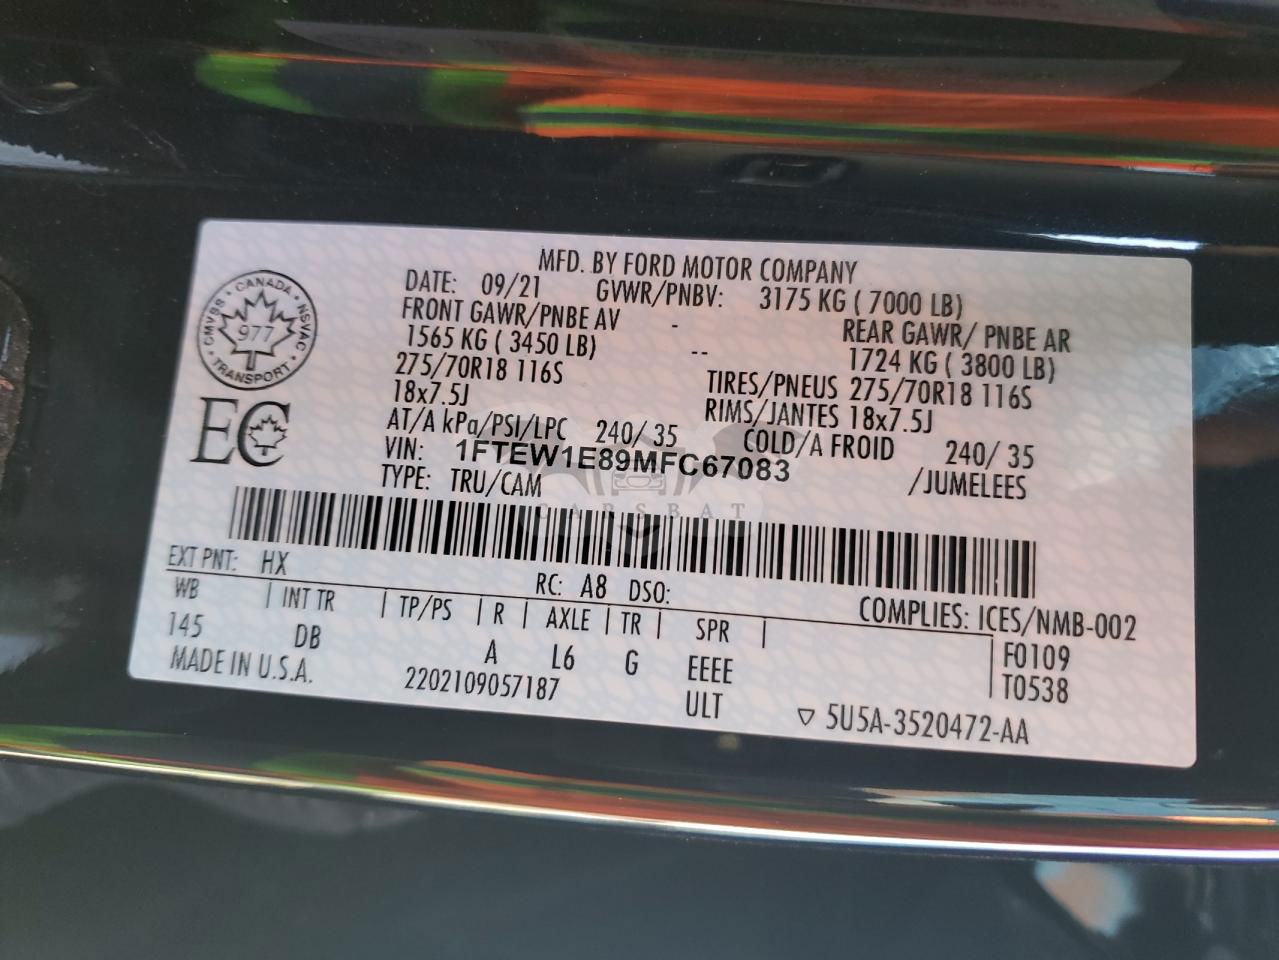 MFD. BY FORD MOTOR COMPANY
DATE: 09/21 GVWR/PNBV: 3175 KG ( 7000 LB)
FRONT GAWR/PNBE AV - REAR GAWR/ PNBE AR
1565 KG ( 3450 LB) -- 1724 KG ( 3800 LB)
275/70R18 116S TIRES/PNEUS 275/70R18 116S
18x7.5J RIMS/JANTES 18x7.5J
AT/A kPa/PSI/LPC 240/ 35 COLD/A FROID 240/ 35
VIN: 1FTEW1E89MFC67083 /JUMELEES
TYPE: TRU/CAM
CMVSS · CANADA · NSVAC
977
TRANSPORT
EC
CARSBAT
EXT PNT: HX RC: A8 DSO:
COMPLIES: ICES/NMB-002
WB | INT TR | TP/PS | R | AXLE | TR | SPR |
145 DB A L6 G EEEE F0109
T0538
MADE IN U.S.A. 2202109057187 ULT ▽ 5U5A-3520472-AA